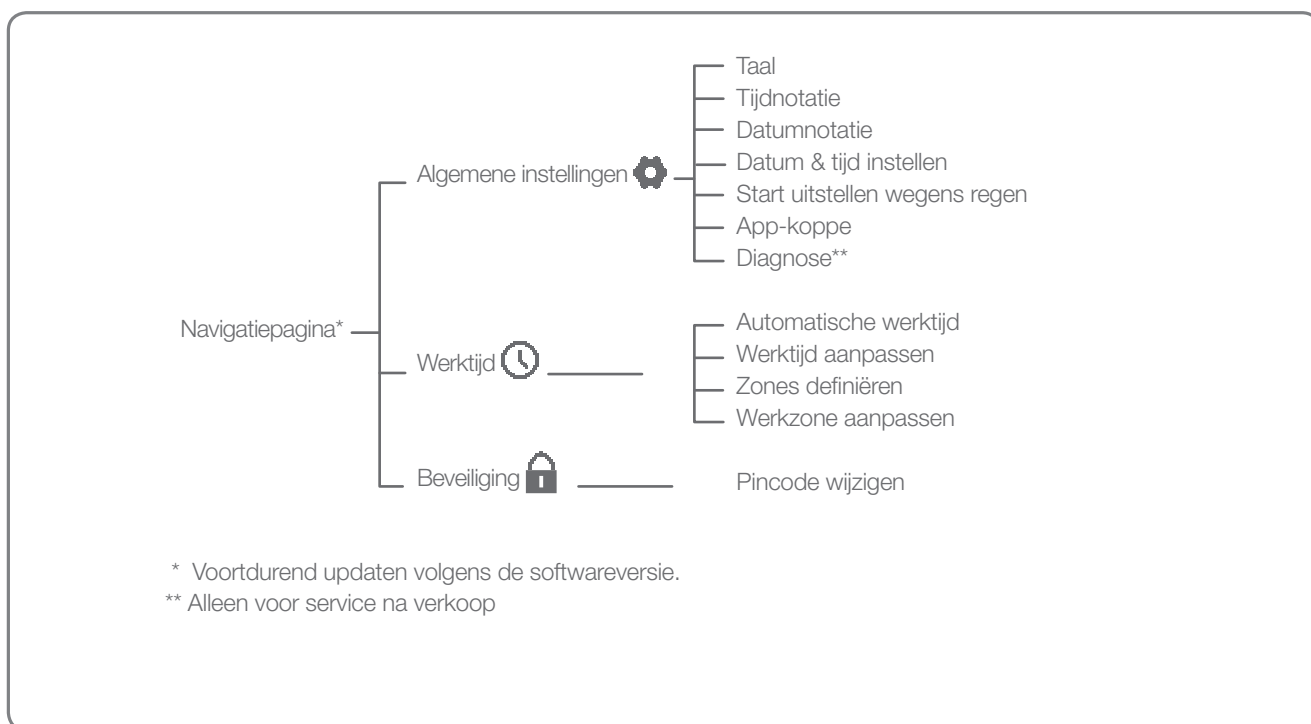 Taal
Tijdnotatie
Datumnotatie
Datum & tijd instellen
Algemene instellingen
Start uitstellen wegens regen
App-koppe
Diagnose**
Navigatiepagina*
Automatische werktijd
Werktijd aanpassen
Werktijd
Zones definiëren
Werkzone aanpassen
Beveiliging
Pincode wijzigen
* Voortdurend updaten volgens de softwareversie.
** Alleen voor service na verkoop